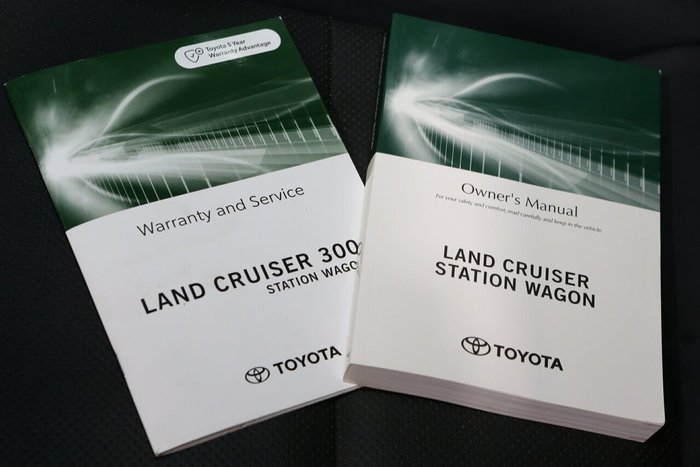 Toyota 5 Year
Warranty Advantage
Warranty and Service
LAND CRUISER 300
STATION WAGO
TOYOTA
Owner's Manual
For your safety and comfort, read carefully and keep in the vehicle.
LAND CRUISER
STATION WAGON
TOYOTA